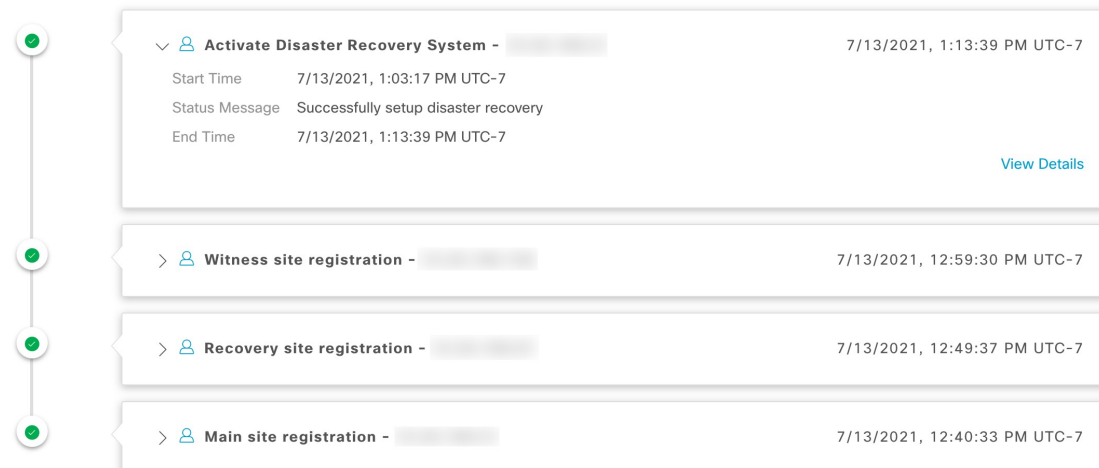 Activate Disaster Recovery System - 7/13/2021, 1:13:39 PM UTC-7
Start Time 7/13/2021, 1:03:17 PM UTC-7
Status Message Successfully setup disaster recovery
End Time 7/13/2021, 1:13:39 PM UTC-7
View Details
Witness site registration - 7/13/2021, 12:59:30 PM UTC-7
Recovery site registration - 7/13/2021, 12:49:37 PM UTC-7
Main site registration - 7/13/2021, 12:40:33 PM UTC-7